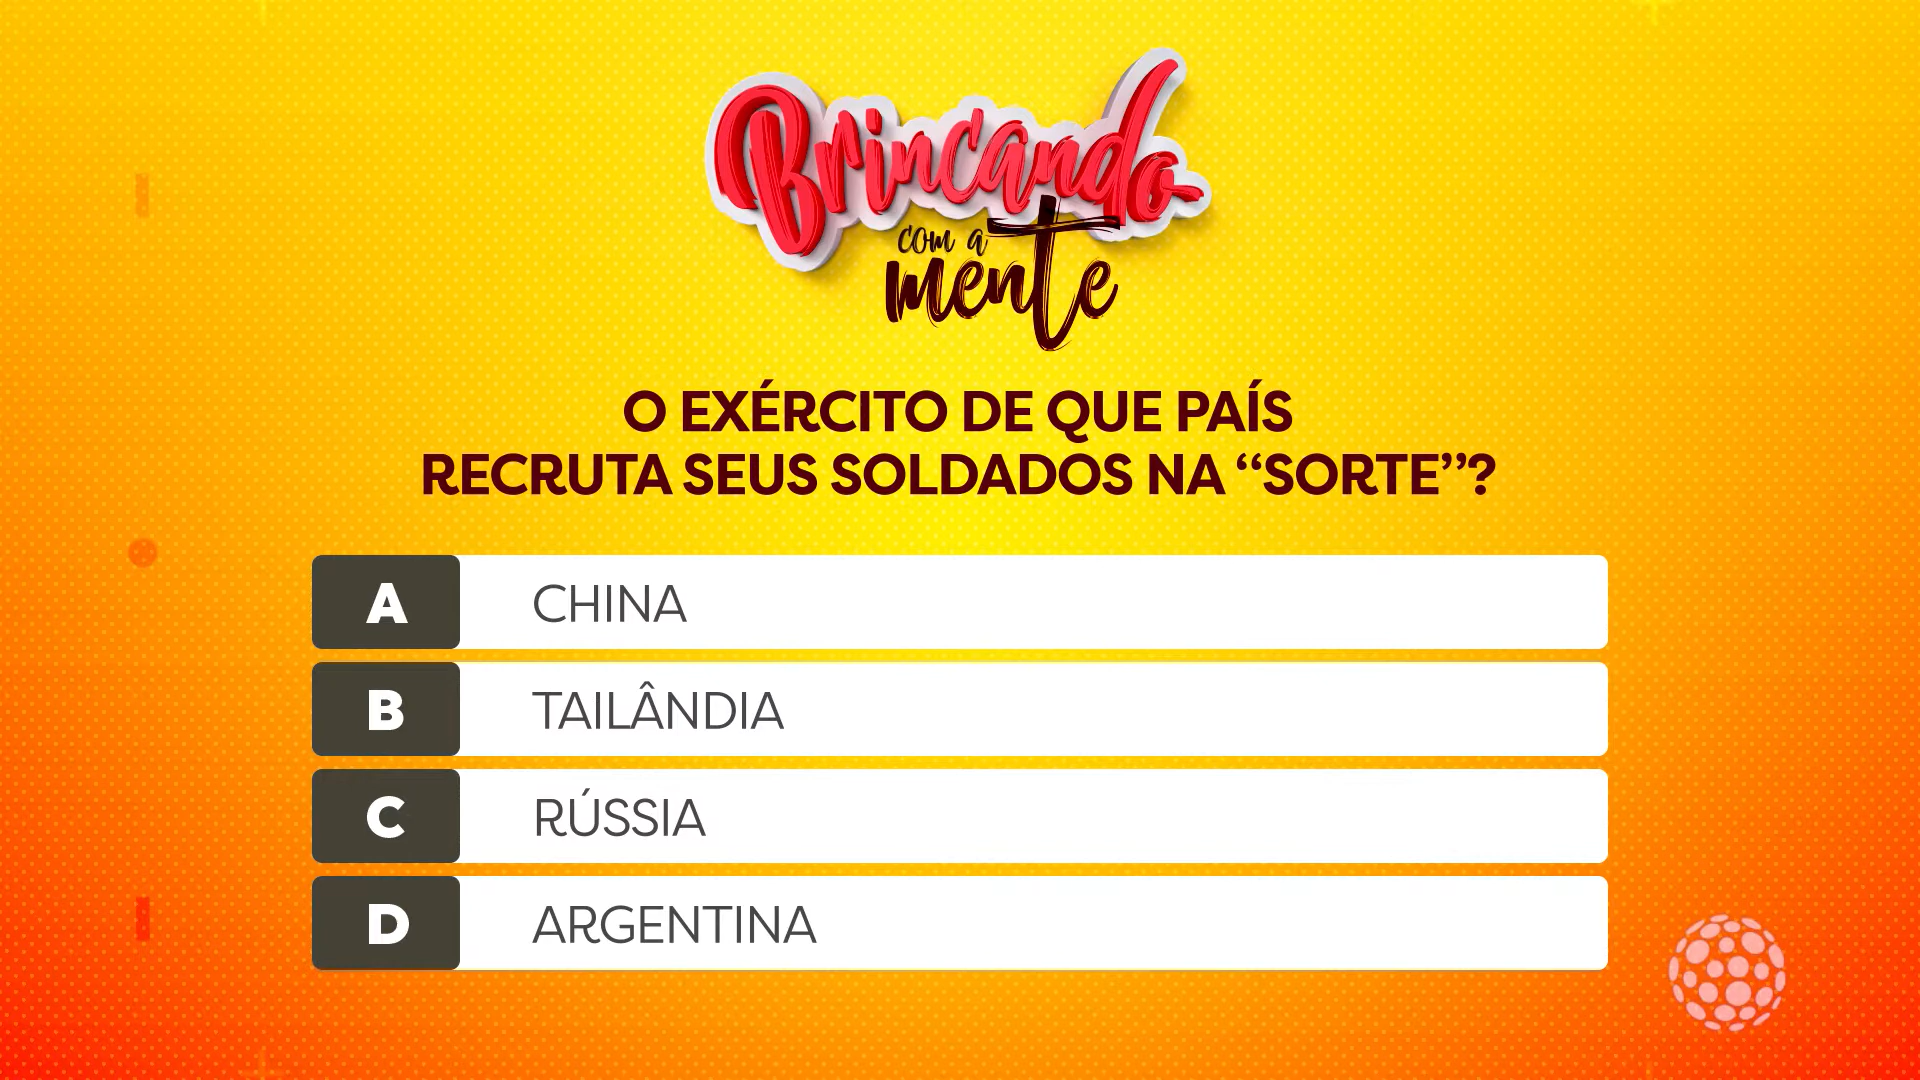 Brincando
com a
mente
O EXÉRCITO DE QUE PAÍS
RECRUTA SEUS SOLDADOS NA “SORTE”?
A CHINA
B TAILÂNDIA
C RÚSSIA
D ARGENTINA